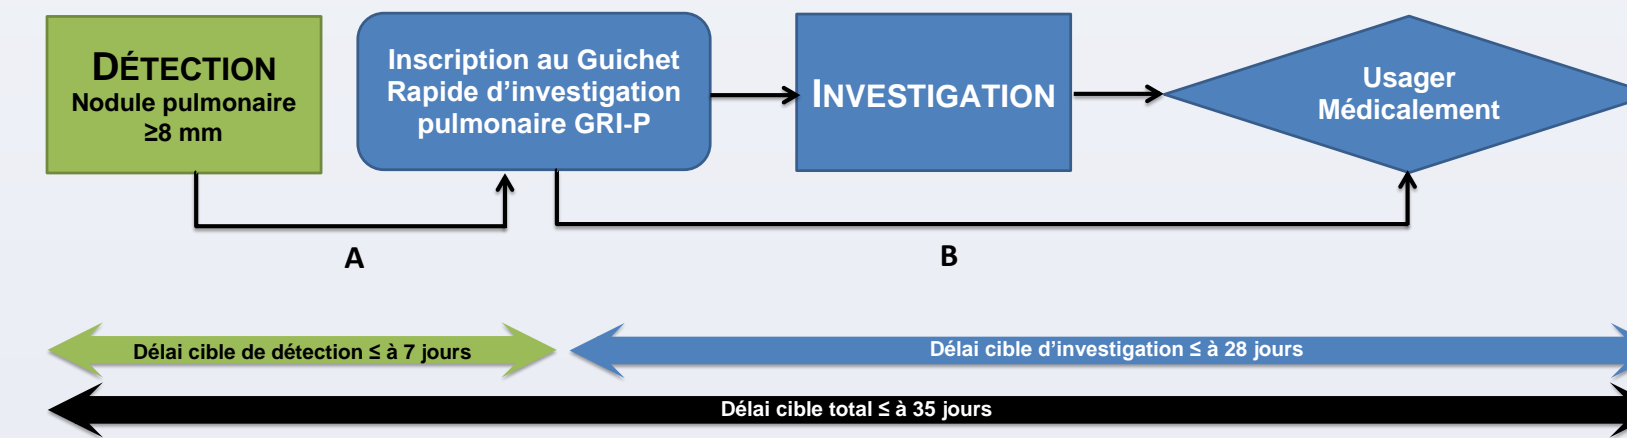 DÉTECTION
Nodule pulmonaire
≥8 mm
Inscription au Guichet
Rapide d’investigation
pulmonaire GRI-P
INVESTIGATION
Usager
Médicalement
A
B
Délai cible de détection ≤ à 7 jours
Délai cible d’investigation ≤ à 28 jours
Délai cible total ≤ à 35 jours